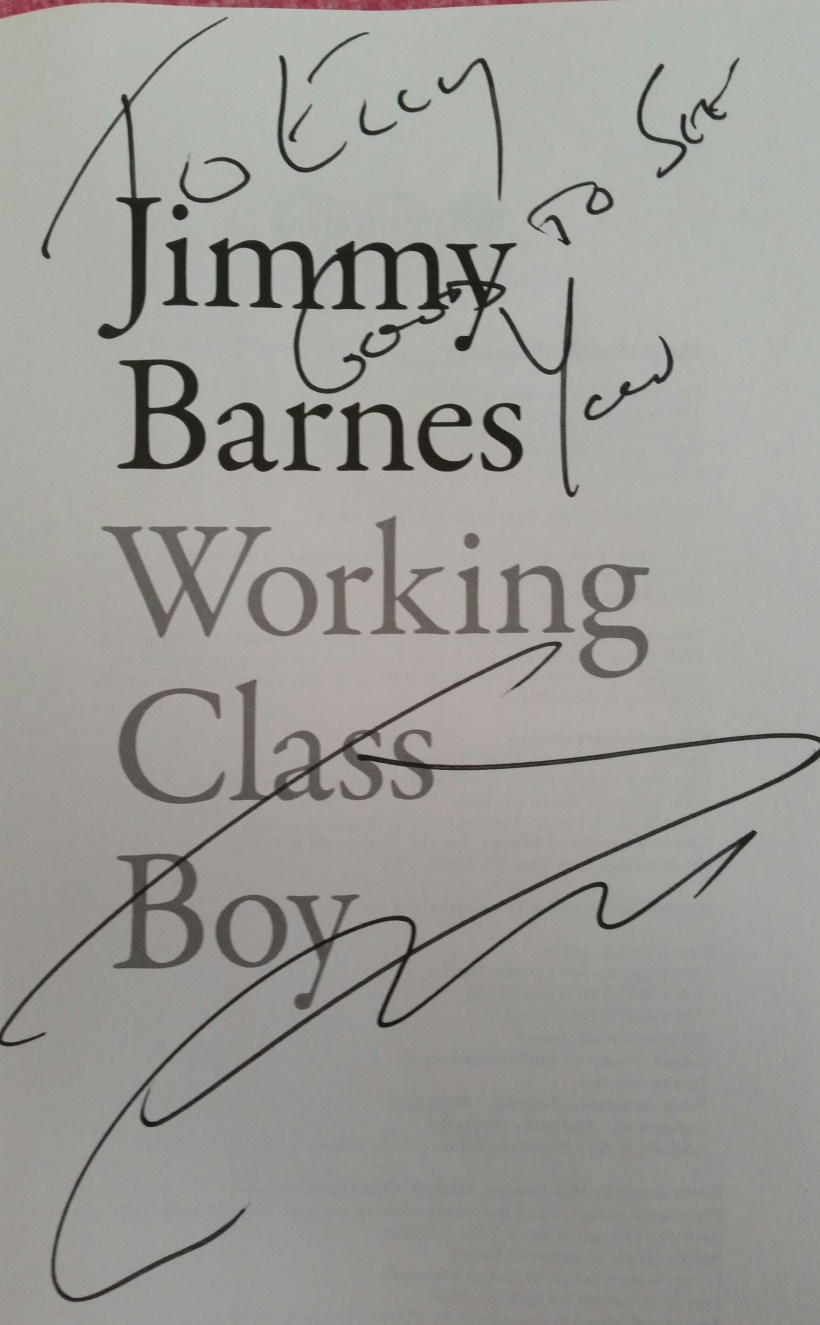 To Elly
Jimmy
Good To See
You
Barnes
Working
Class
Boy